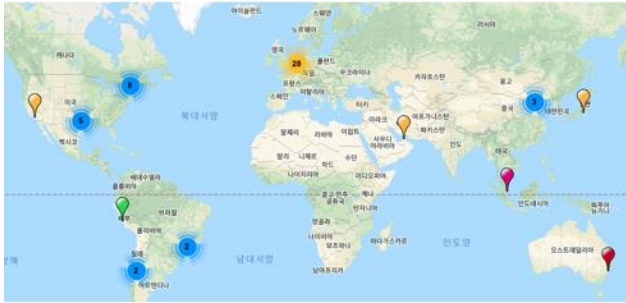 아이슬란드
스웨덴
노르웨이
러시아
캐나다
영국
28
폴란드
독일
프랑스
우크라이나
카자흐스탄
몽고
8
스페인
이탈리아
3
미국
5
북대서양
터키
중국
대한민국
이라크
아프가니스탄
멕시코
알제리
리비아
이집트
사우디
아라비아
파키스탄
인도
말리
니제르
차드
수단
태국
베네수엘라
콜롬비아
나이지리아
에디오피아
콩고 민주
공화국
케냐
인도네시아
파푸아
뉴기니
페루
브라질
탄자니아
앙골라
볼리비아
나미비아
보츠와나
마다가스카르
인도양
오스트레일리아
2
칠레
남대서양
2
남아프리카
아르헨티나